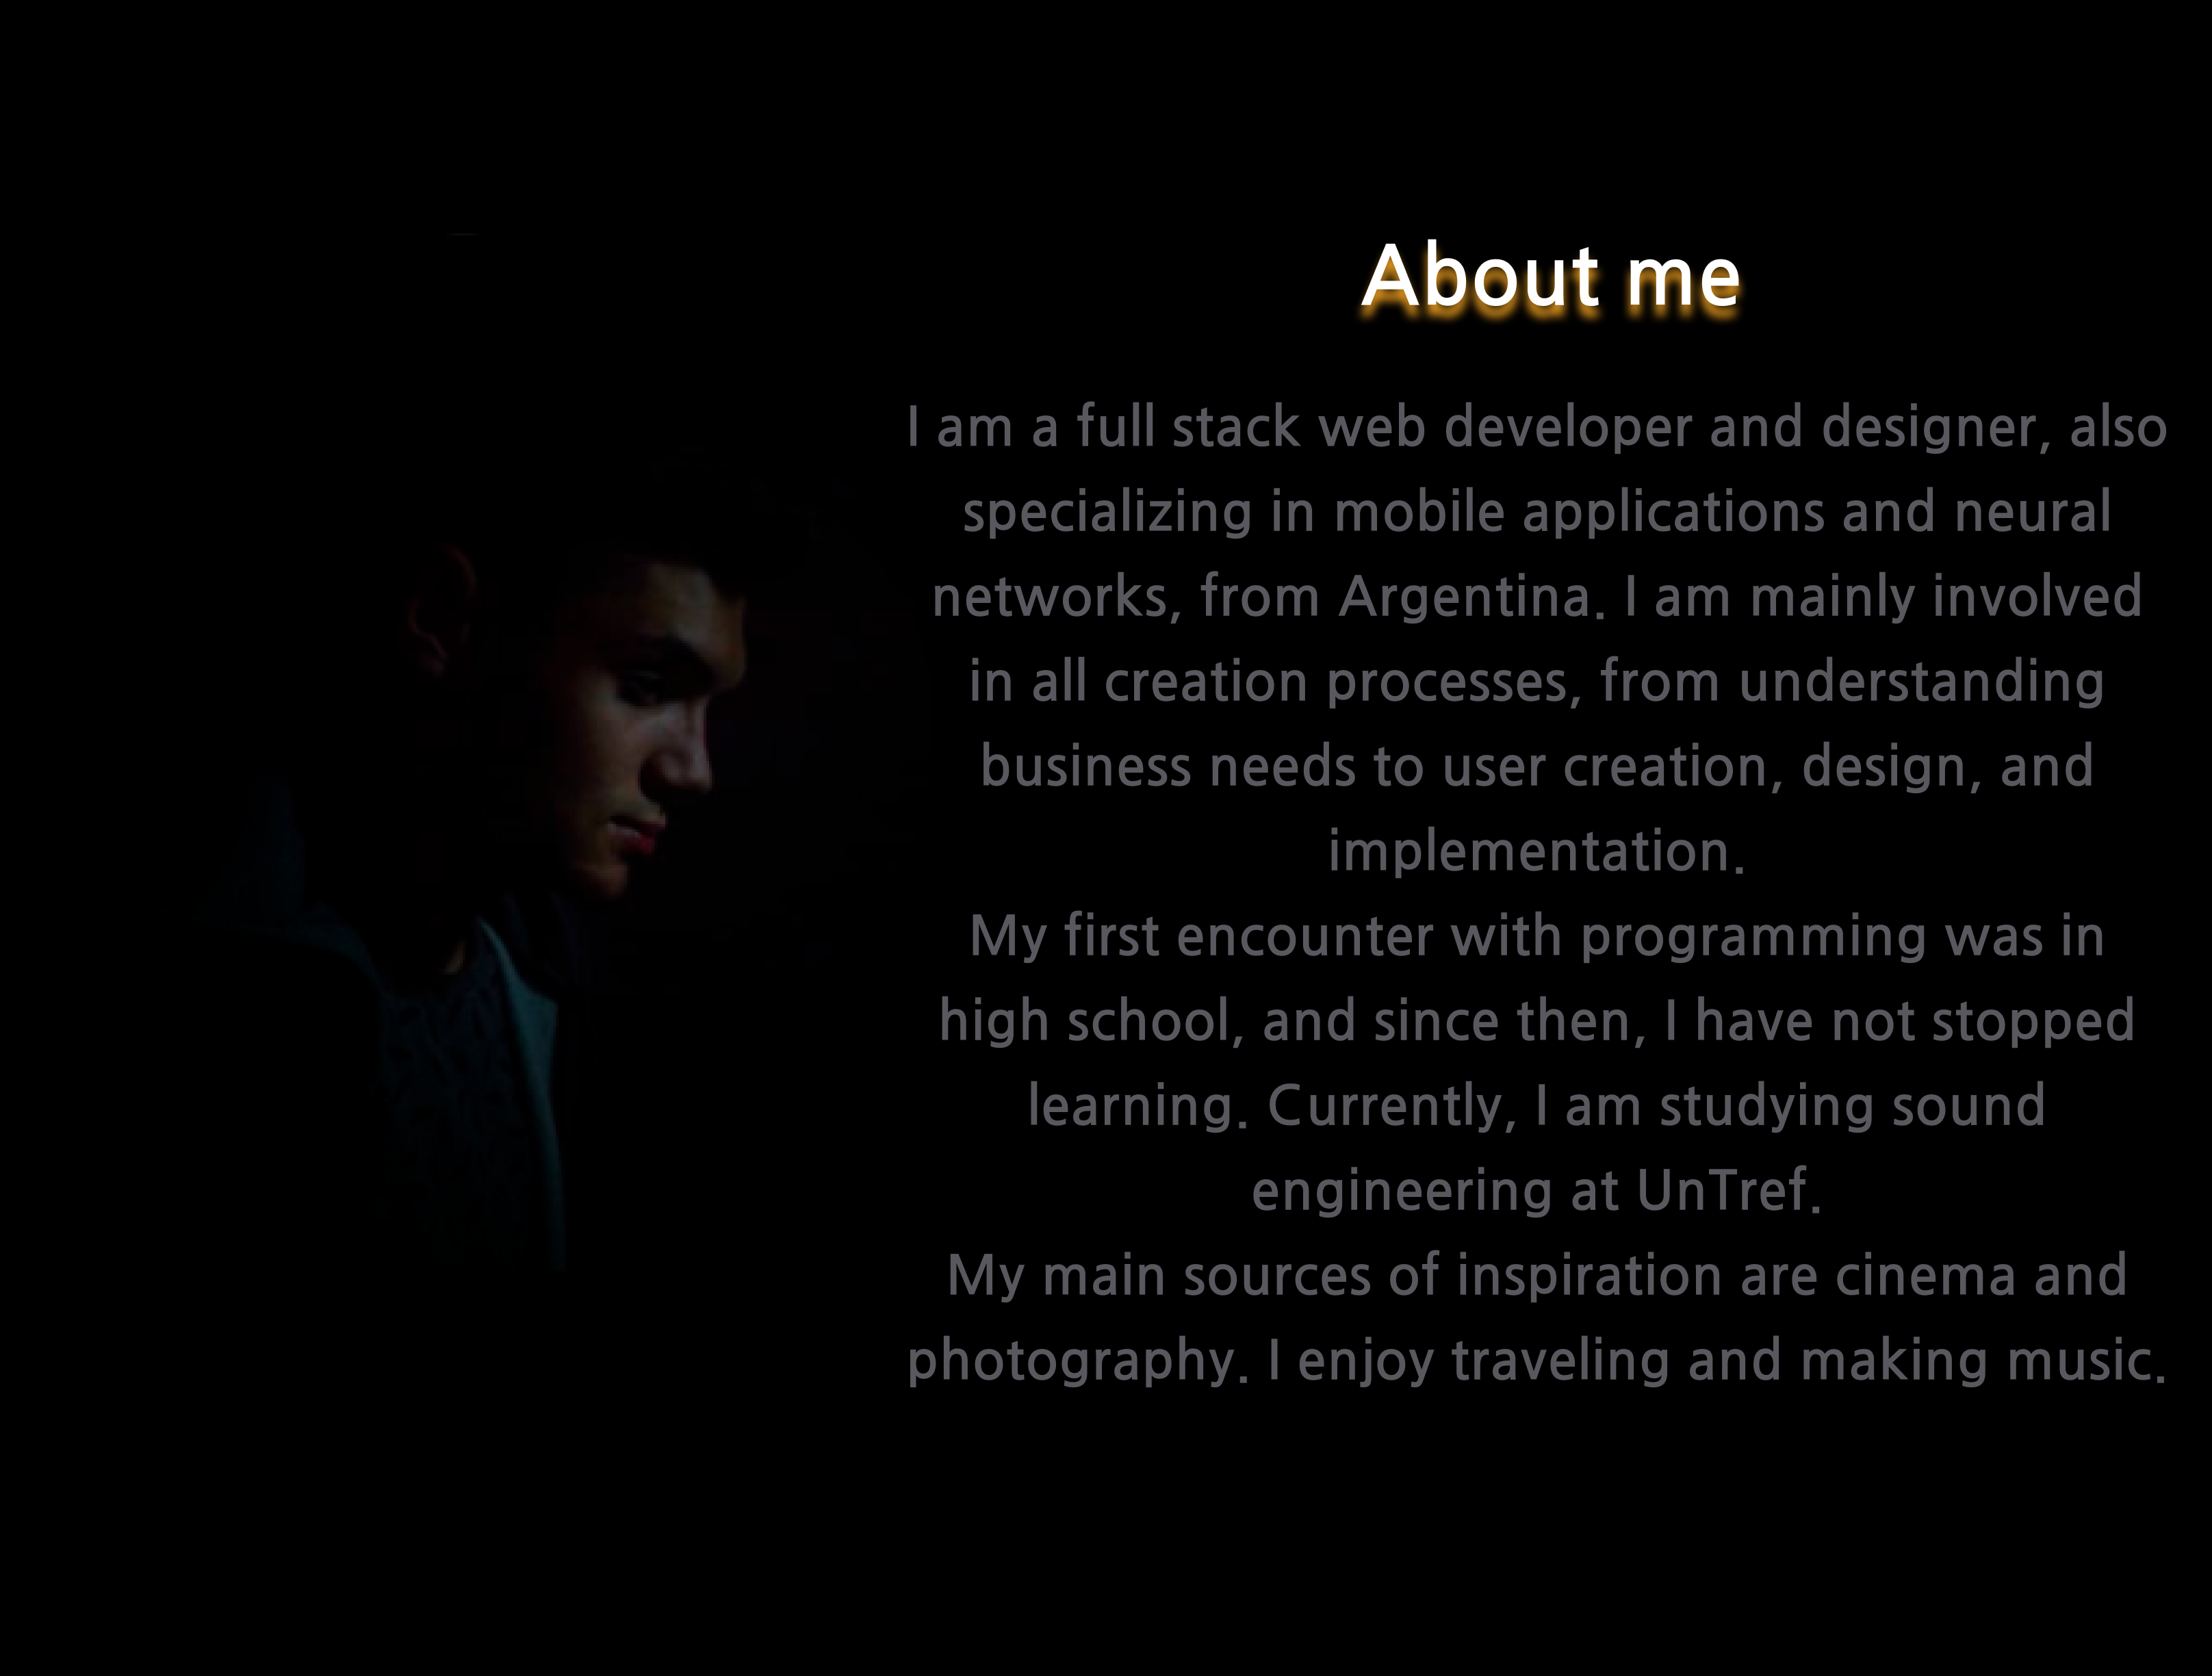 About me
I am a full stack web developer and designer, also
specializing in mobile applications and neural
networks, from Argentina. I am mainly involved
in all creation processes, from understanding
business needs to user creation, design, and
implementation.
My first encounter with programming was in
high school, and since then, I have not stopped
learning. Currently, I am studying sound
engineering at UnTref.
My main sources of inspiration are cinema and
photography. I enjoy traveling and making music.